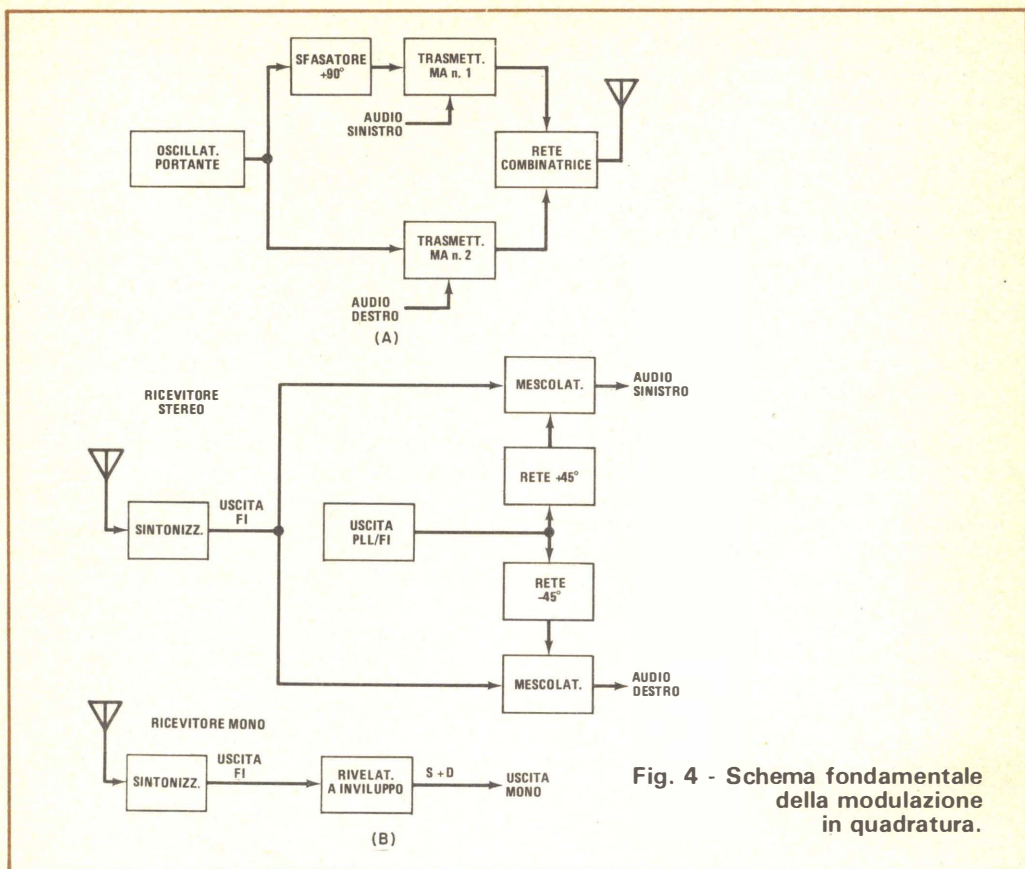 SFASATORE
+90°
TRASMETT.
MA n. 1
AUDIO
SINISTRO
OSCILLAT.
PORTANTE
RETE
COMBINATRICE
TRASMETT.
MA n. 2
AUDIO
DESTRO
(A)
RICEVITORE
STEREO
MESCOLAT.
AUDIO
SINISTRO
RETE +45°
SINTONIZZ.
USCITA
FI
USCITA
PLL/FI
RETE
-45°
MESCOLAT.
AUDIO
DESTRO
RICEVITORE MONO
SINTONIZZ.
USCITA
FI
RIVELAT.
A INVILUPPO
S + D
USCITA
MONO
(B)
Fig. 4 - Schema fondamentale
della modulazione
in quadratura.